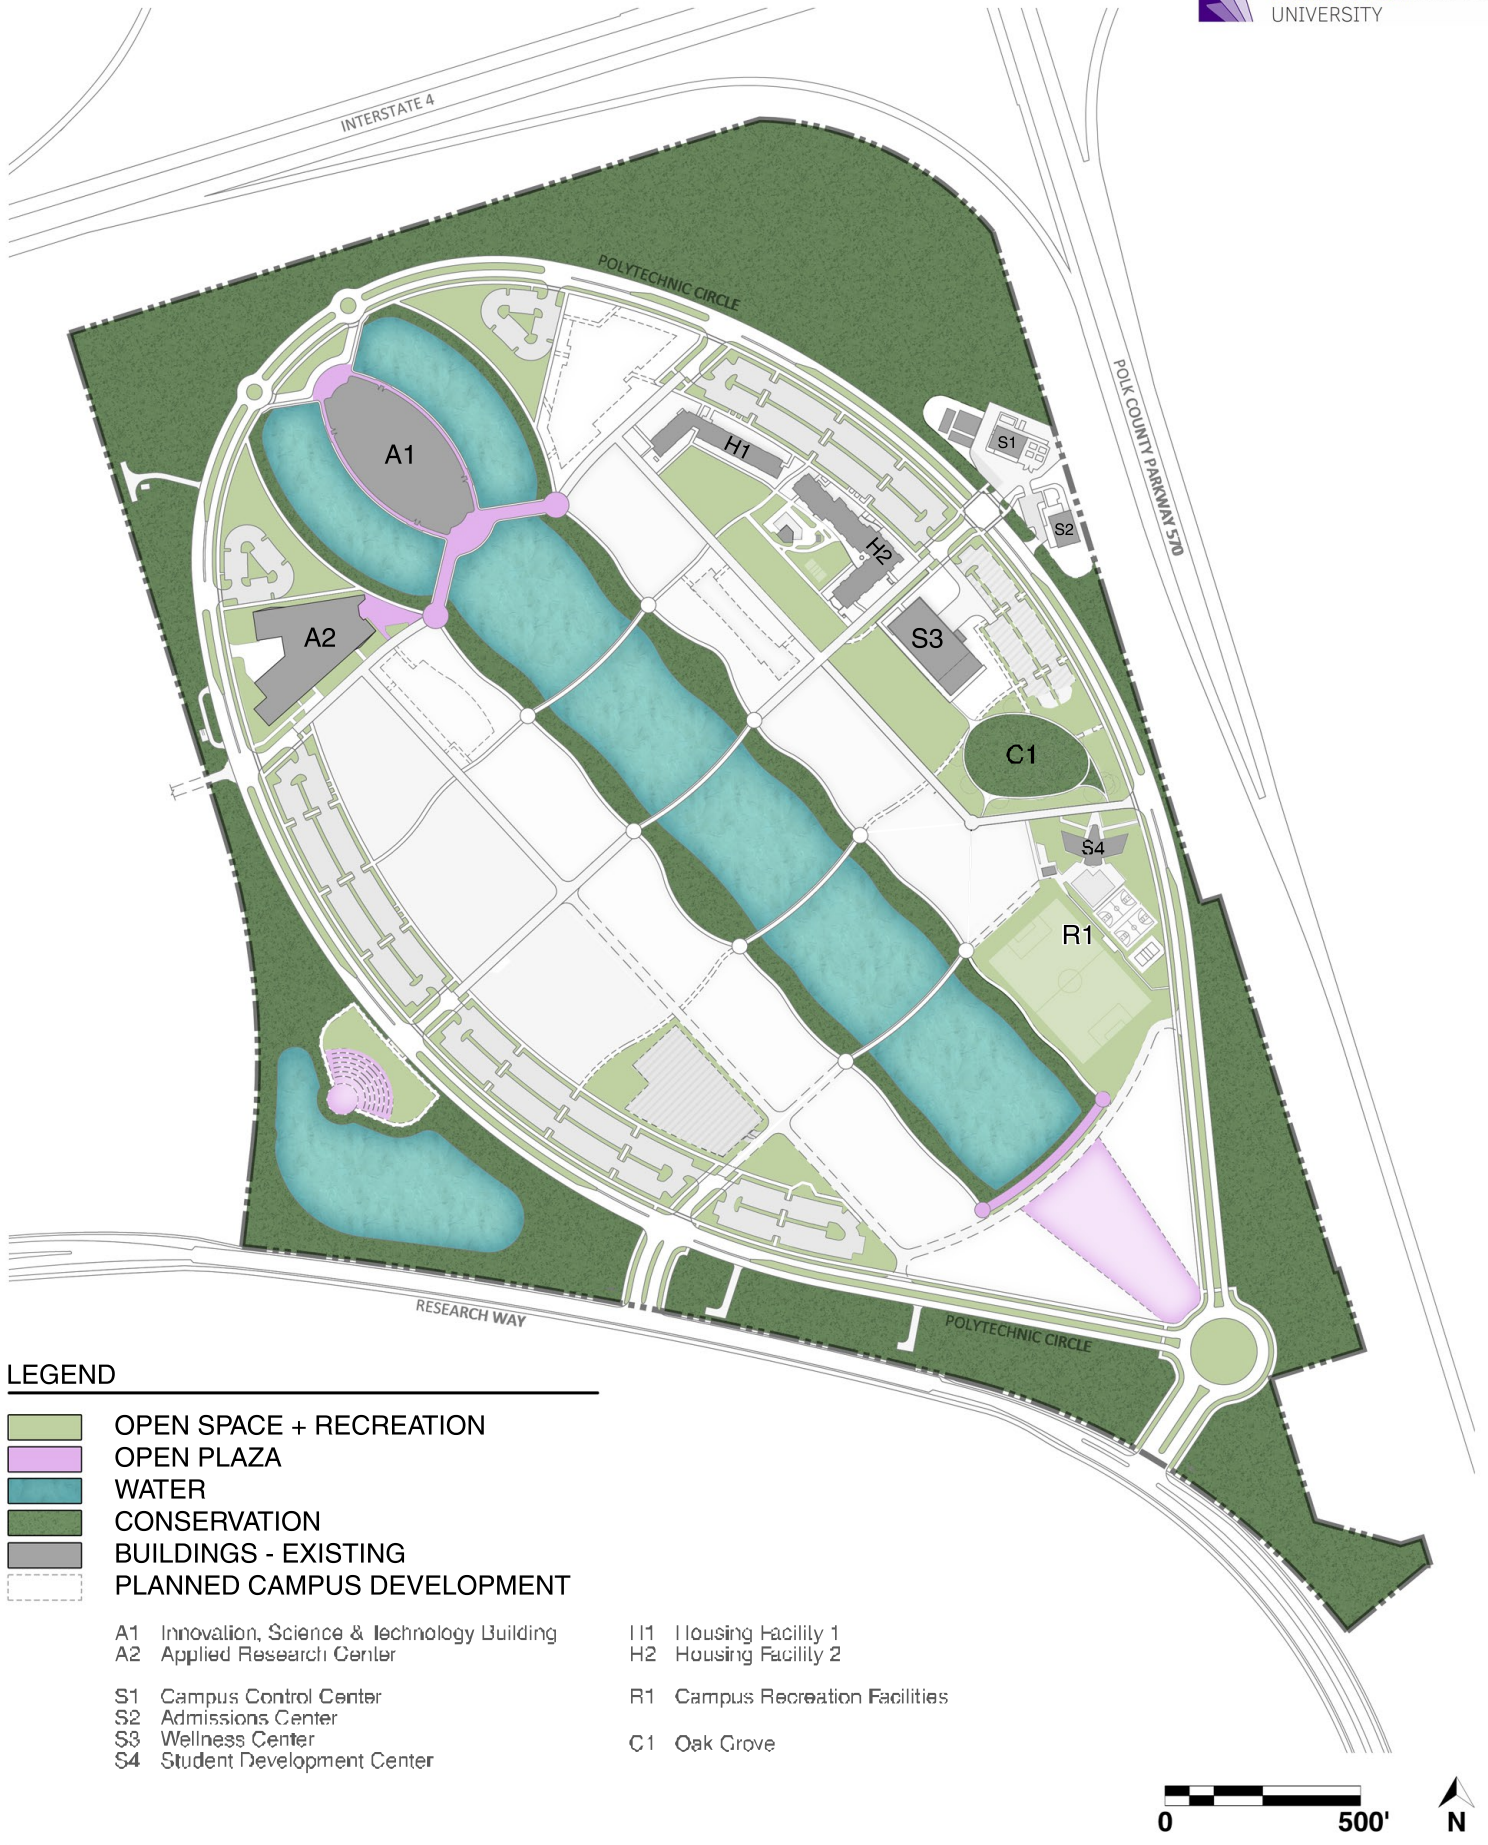 UNIVERSITY
INTERSTATE 4
POLYTECHNIC CIRCLE
POLK COUNTY PARKWAY 570
A1
H1
S1
S2
H2
A2
S3
C1
S4
R1
RESEARCH WAY
POLYTECHNIC CIRCLE
LEGEND
OPEN SPACE + RECREATION
OPEN PLAZA
WATER
CONSERVATION
BUILDINGS - EXISTING
PLANNED CAMPUS DEVELOPMENT
A1 Innovation, Science & Technology Building
A2 Applied Research Center
S1 Campus Control Center
S2 Admissions Center
S3 Wellness Center
S4 Student Development Center
H1 Housing Facility 1
H2 Housing Facility 2
R1 Campus Recreation Facilities
C1 Oak Grove
0 500'
N